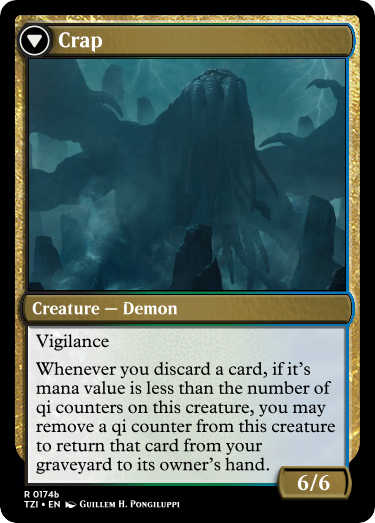 Crap
Creature — Demon
Vigilance
Whenever you discard a card, if it's
mana value is less than the number of
qi counters on this creature, you may
remove a qi counter from this creature
to return that card from your
graveyard to its owner's hand.
6/6
R 0174b
TZI • EN Guillem H. Pongiluppi